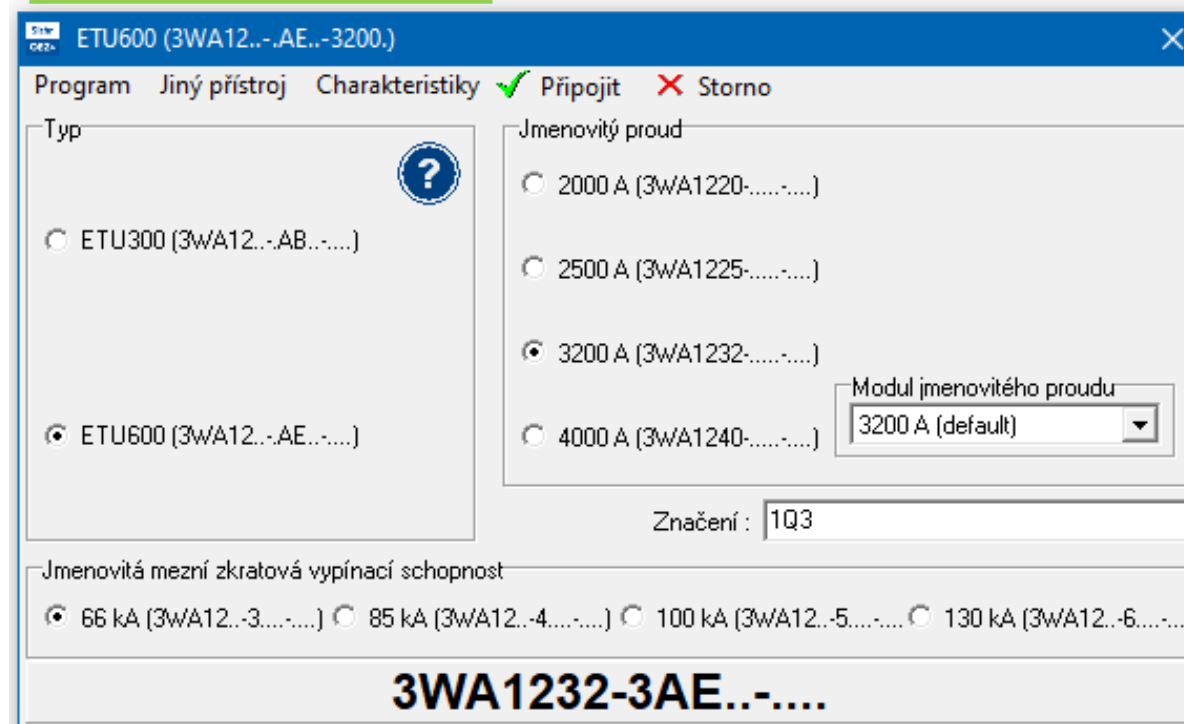 ETU600 (3WA12..-.AE..-3200.)
Program Jiný přístroj Charakteristiky Připojit Storno
Typ
?
ETU300 (3WA12..-.AB..-....)
ETU600 (3WA12..-.AE..-....)
Jmenovitý proud
2000 A (3WA1220-.....-....)
2500 A (3WA1225-.....-....)
3200 A (3WA1232-.....-....)
4000 A (3WA1240-.....-....)
Modul jmenovitého proudu
3200 A (default)
Značení : 1Q3
Jmenovitá mezní zkratová vypínací schopnost
66 kA (3WA12..-3....-....) 85 kA (3WA12..-4....-....) 100 kA (3WA12..-5....-.... 130 kA (3WA12..-6....-...
3WA1232-3AE..-....